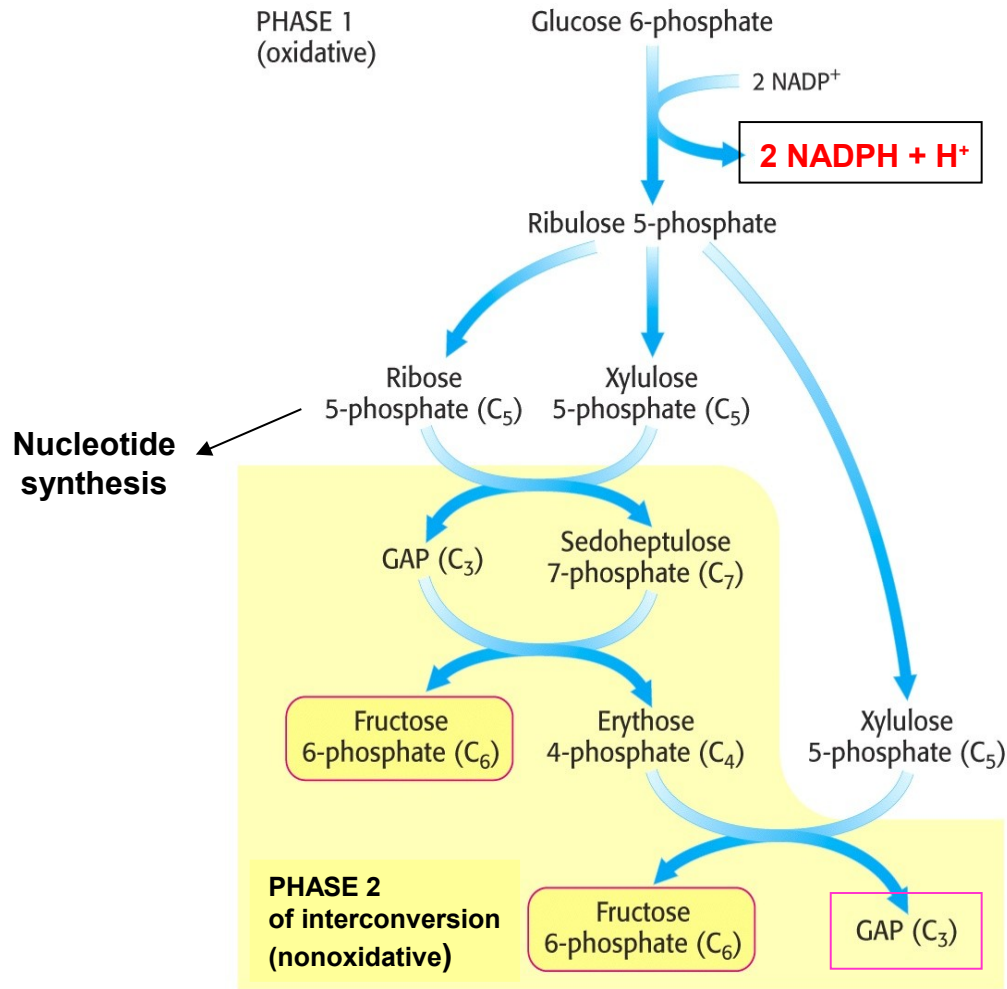 PHASE 1
(oxidative)
Glucose 6-phosphate
2 NADP⁺
2 NADPH + H⁺
Ribulose 5-phosphate
Ribose
5-phosphate (C₅)
Xylulose
5-phosphate (C₅)
Nucleotide
synthesis
GAP (C₃)
Sedoheptulose
7-phosphate (C₇)
Fructose
6-phosphate (C₆)
Erythose
4-phosphate (C₄)
Xylulose
5-phosphate (C₅)
PHASE 2
of interconversion
(nonoxidative)
Fructose
6-phosphate (C₆)
GAP (C₃)